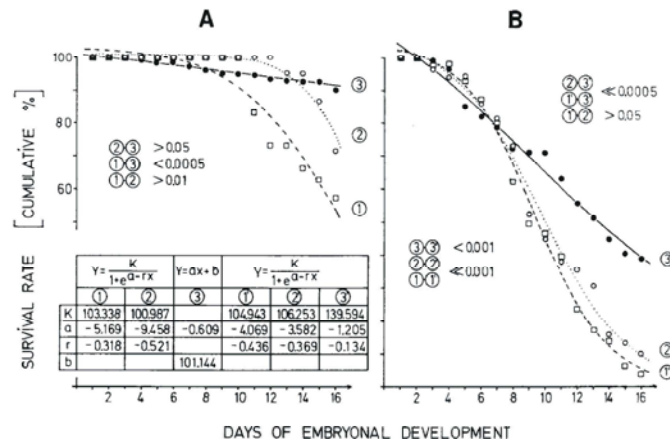 A
B
100
80
60
[ CUMULATIVE %]
SURVIVAL RATE
②③ >0.05
①③ <0.0005
①② >0.01
③
②
①
②③
①③ ≪0.0005
①② >0.05
③③ <0.001
②②
①① ≪0.001
③
②
①
Y=K/1+e^a-rx Y=ax+b Y=K/1+e^a-rx
① ② ③ ① ② ③
K 103.338 100.987 104.943 106.253 139.594
a -5.169 -9.458 -0.609 -4.069 -3.582 -1.205
r -0.318 -0.521 -0.436 -0.369 -0.134
b 101.144
2 4 6 8 10 12 14 16
2 4 6 8 10 12 14 16
DAYS OF EMBRYONAL DEVELOPMENT